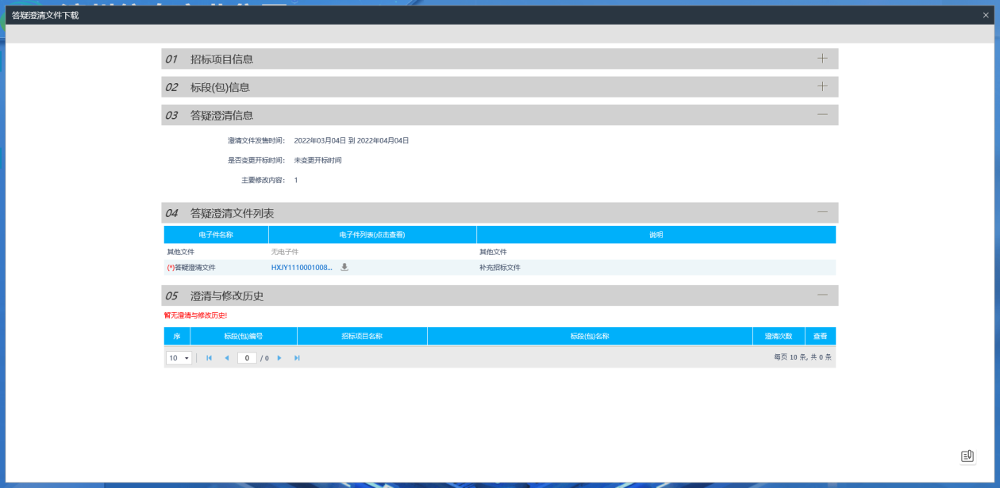 答疑澄清文件下载
01 招标项目信息
02 标段(包)信息
03 答疑澄清信息
澄清文件发售时间： 2022年03月04日 到 2022年04月04日
是否变更开标时间： 未变更开标时间
主要修改内容： 1
04 答疑澄清文件列表
电子件名称 电子件列表(点击查看) 说明
其他文件 无电子件 其他文件
(*)答疑澄清文件 HXJY1110001008... 补充招标文件
05 澄清与修改历史
暂无澄清与修改历史!
序 标段(包)编号 招标项目名称 标段(包)名称 澄清次数 查看
10 0 / 0 每页 10 条, 共 0 条